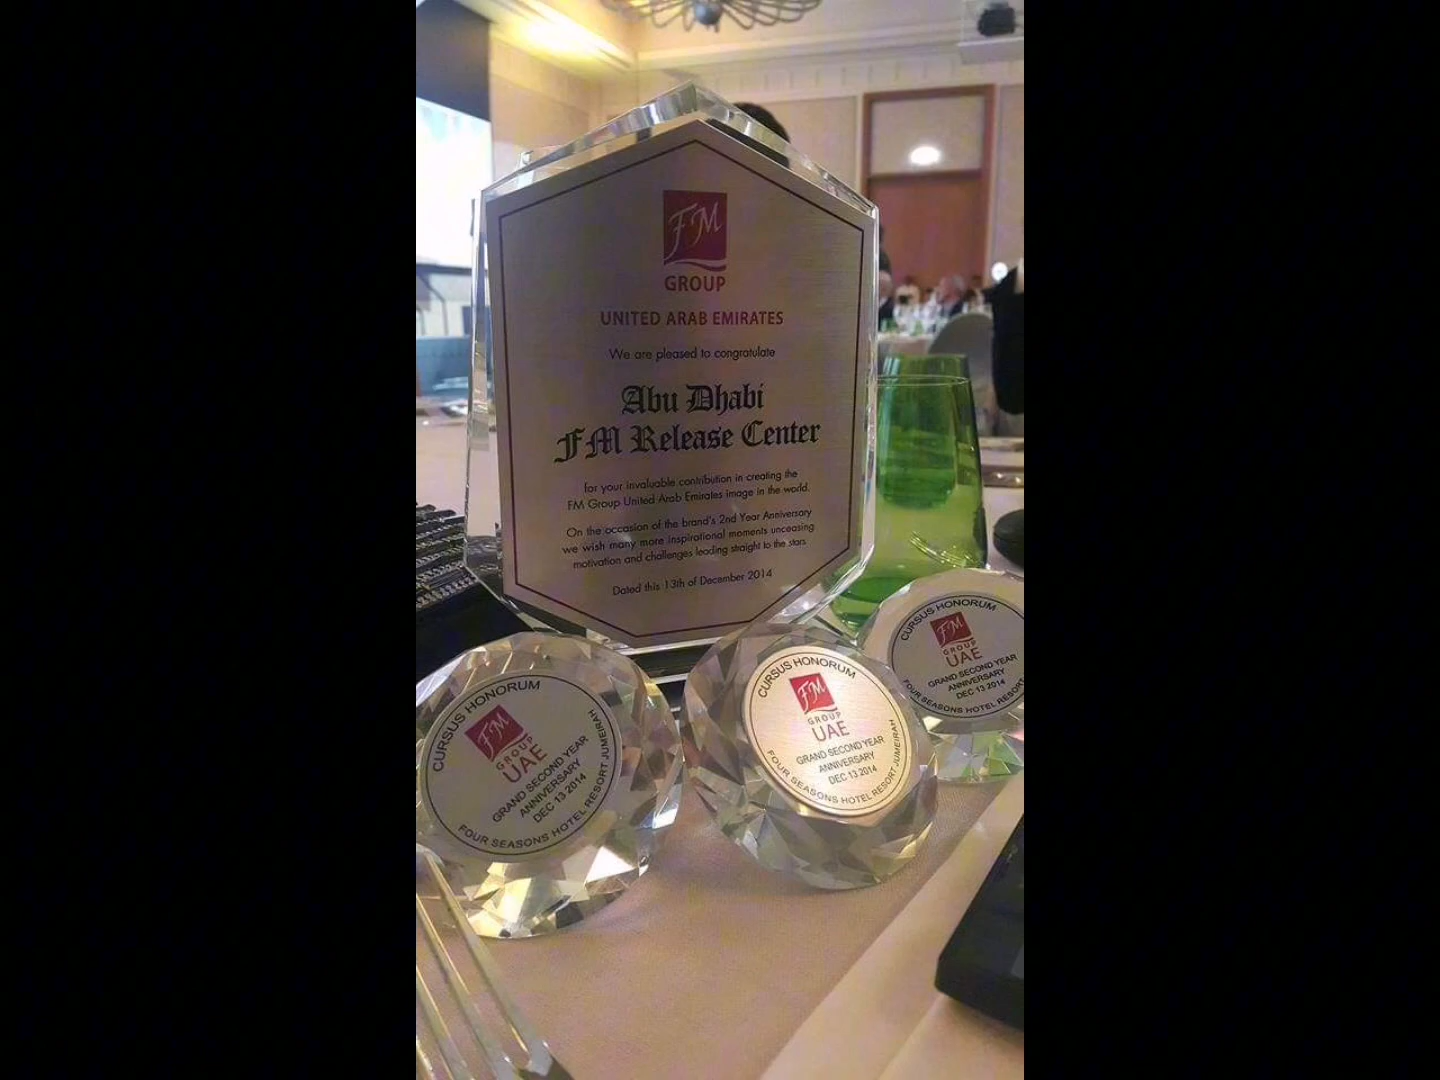 FM
GROUP
UNITED ARAB EMIRATES
We are pleased to congratulate
Abu Dhabi
FM Release Center
for your invaluable contribution in creating the
FM Group United Arab Emirates image in the world.
On the occasion of the brand's 2nd Year Anniversary
we wish many more inspirational moments unceasing
motivation and challenges leading straight to the stars
Dated this 13th of December 2014
CURSUS HONORUM
FM
GROUP
UAE
GRAND SECOND YEAR
ANNIVERSARY
DEC 13 2014
FOUR SEASONS HOTEL RESORT JUMEIRAH
CURSUS HONORUM
FM
GROUP
UAE
GRAND SECOND YEAR
ANNIVERSARY
DEC 13 2014
FOUR SEASONS HOTEL RESORT JUMEIRAH
CURSUS HONORUM
FM
GROUP
UAE
GRAND SECOND YEAR
ANNIVERSARY
DEC 13 2014
FOUR SEASONS HOTEL RESORT